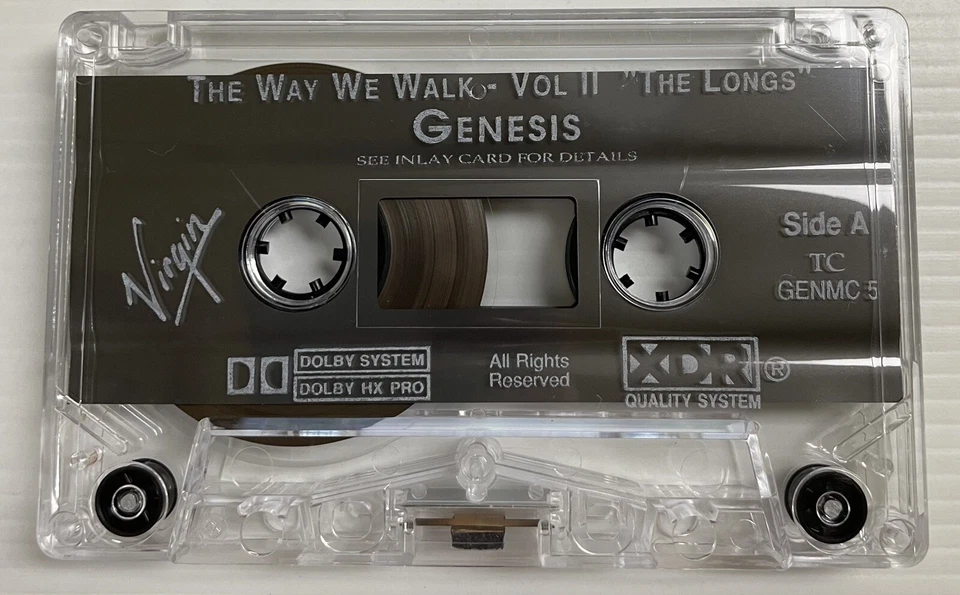 THE WAY WE WALK - VOL II "THE LONGS"
GENESIS
SEE INLAY CARD FOR DETAILS
Virgin
Side A
TC
GENMC 5
DOLBY SYSTEM
DOLBY HX PRO
All Rights
Reserved
XDR ®
QUALITY SYSTEM